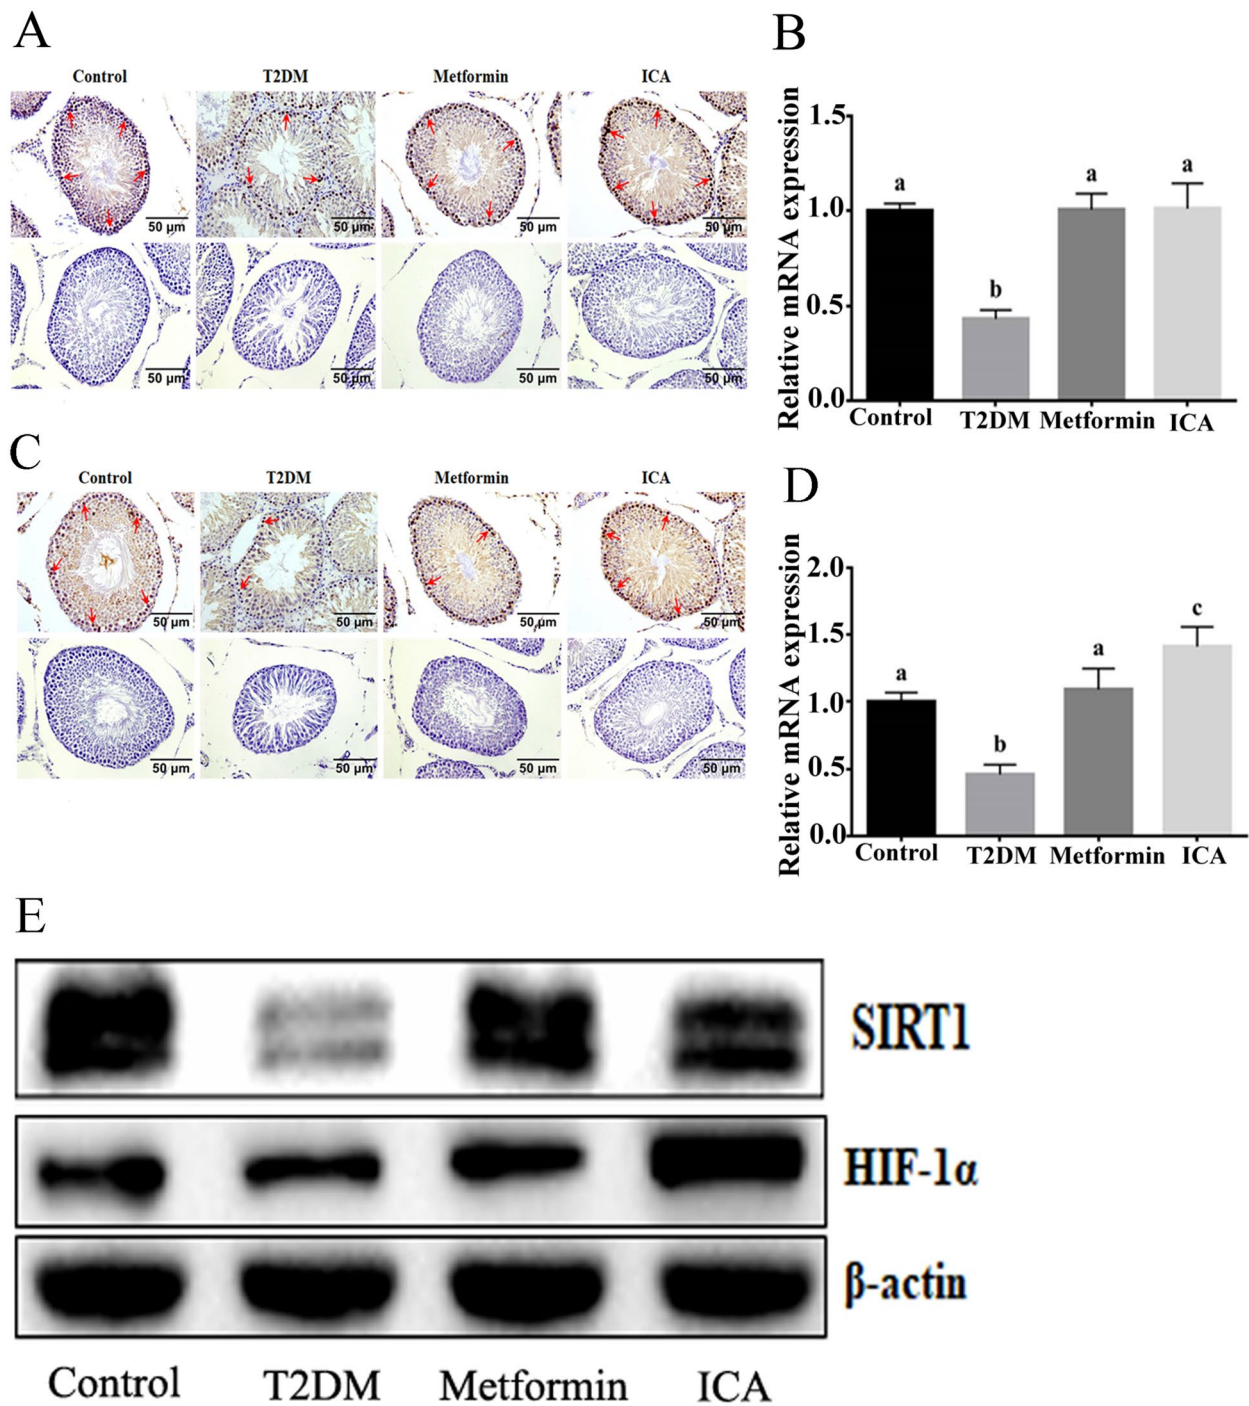 A
Control T2DM Metformin ICA
50 μm 50 μm 50 μm 50 μm
50 μm 50 μm 50 μm 50 μm
B
Relative mRNA expression
1.5
1.0
0.5
0.0
a b a a
Control T2DM Metformin ICA
C
Control T2DM Metformin ICA
50 μm 50 μm 50 μm 50 μm
50 μm 50 μm 50 μm 50 μm
D
Relative mRNA expression
2.0
1.5
1.0
0.5
0.0
a b a c
Control T2DM Metformin ICA
E
SIRT1
HIF-1α
β-actin
Control T2DM Metformin ICA